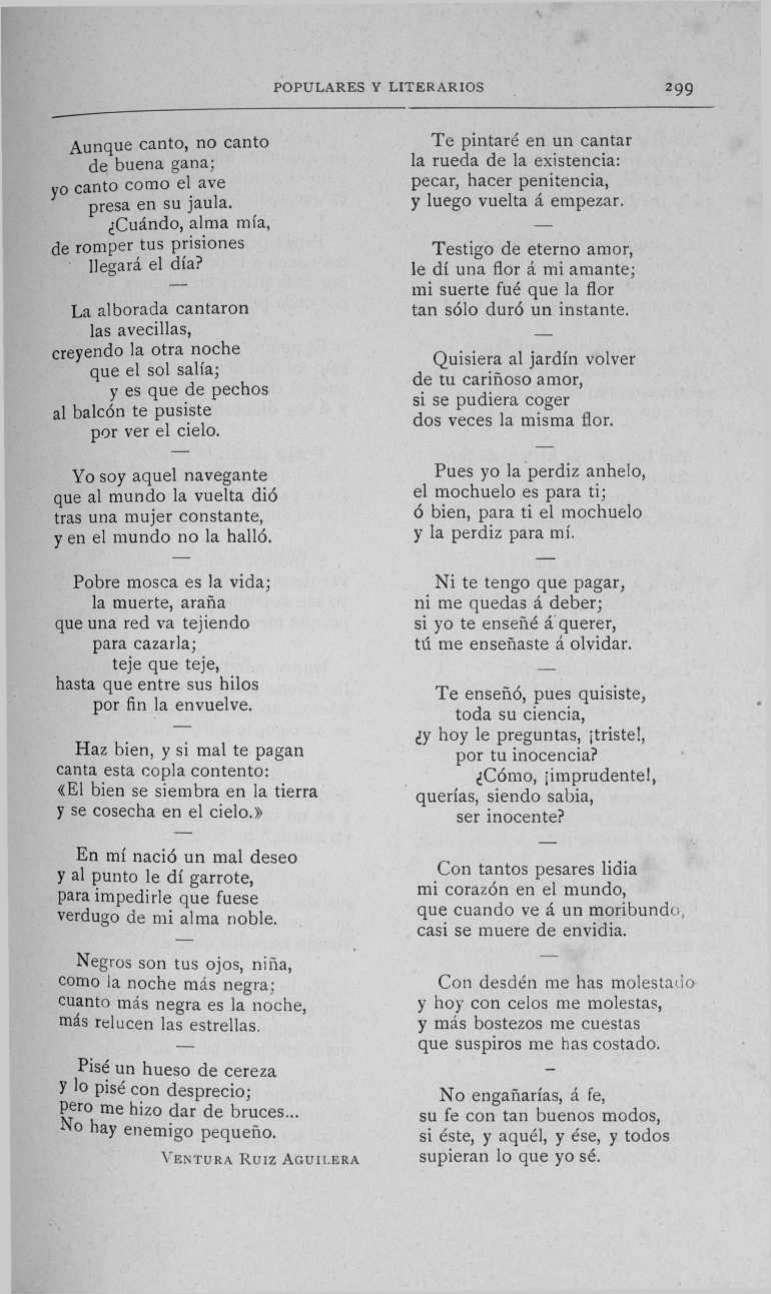 POPULARES Y LITERARIOS
299
Aunque canto, no canto
de buena gana;
yo canto como el ave
presa en su jaula.
¿Cuándo, alma mía,
de romper tus prisiones
llegará el día?
—
La alborada cantaron
las avecillas,
creyendo la otra noche
que el sol salía;
y es que de pechos
al balcón te pusiste
por ver el cielo.
—
Yo soy aquel navegante
que al mundo la vuelta dió
tras una mujer constante,
y en el mundo no la halló.
—
Pobre mosca es la vida;
la muerte, araña
que una red va tejiendo
para cazarla;
teje que teje,
hasta que entre sus hilos
por fin la envuelve.
—
Haz bien, y si mal te pagan
canta esta copla contento:
«El bien se siembra en la tierra
y se cosecha en el cielo.»
—
En mí nació un mal deseo
y al punto le dí garrote,
para impedirle que fuese
verdugo de mi alma noble.
—
Negros son tus ojos, niña,
como la noche más negra;
cuanto más negra es la noche,
más relucen las estrellas.
—
Pisé un hueso de cereza
y lo pisé con desprecio;
pero me hizo dar de bruces...
No hay enemigo pequeño.
VENTURA RUIZ AGUILERA
Te pintaré en un cantar
la rueda de la existencia:
pecar, hacer penitencia,
y luego vuelta á empezar.
—
Testigo de eterno amor,
le dí una flor á mi amante;
mi suerte fué que la flor
tan sólo duró un instante.
—
Quisiera al jardín volver
de tu cariñoso amor,
si se pudiera coger
dos veces la misma flor.
—
Pues yo la perdiz anhelo,
el mochuelo es para ti;
ó bien, para ti el mochuelo
y la perdiz para mí.
—
Ni te tengo que pagar,
ni me quedas á deber;
si yo te enseñé á querer,
tú me enseñaste á olvidar.
—
Te enseñó, pues quisiste,
toda su ciencia,
¿y hoy le preguntas, ¡triste!,
por tu inocencia?
¿Cómo, ¡imprudente!,
querías, siendo sabia,
ser inocente?
—
Con tantos pesares lidia
mi corazón en el mundo,
que cuando ve á un moribundo,
casi se muere de envidia.
—
Con desdén me has molestado
y hoy con celos me molestas,
y más bostezos me cuestas
que suspiros me has costado.
—
No engañarías, á fe,
su fe con tan buenos modos,
si éste, y aquél, y ése, y todos
supieran lo que yo sé.